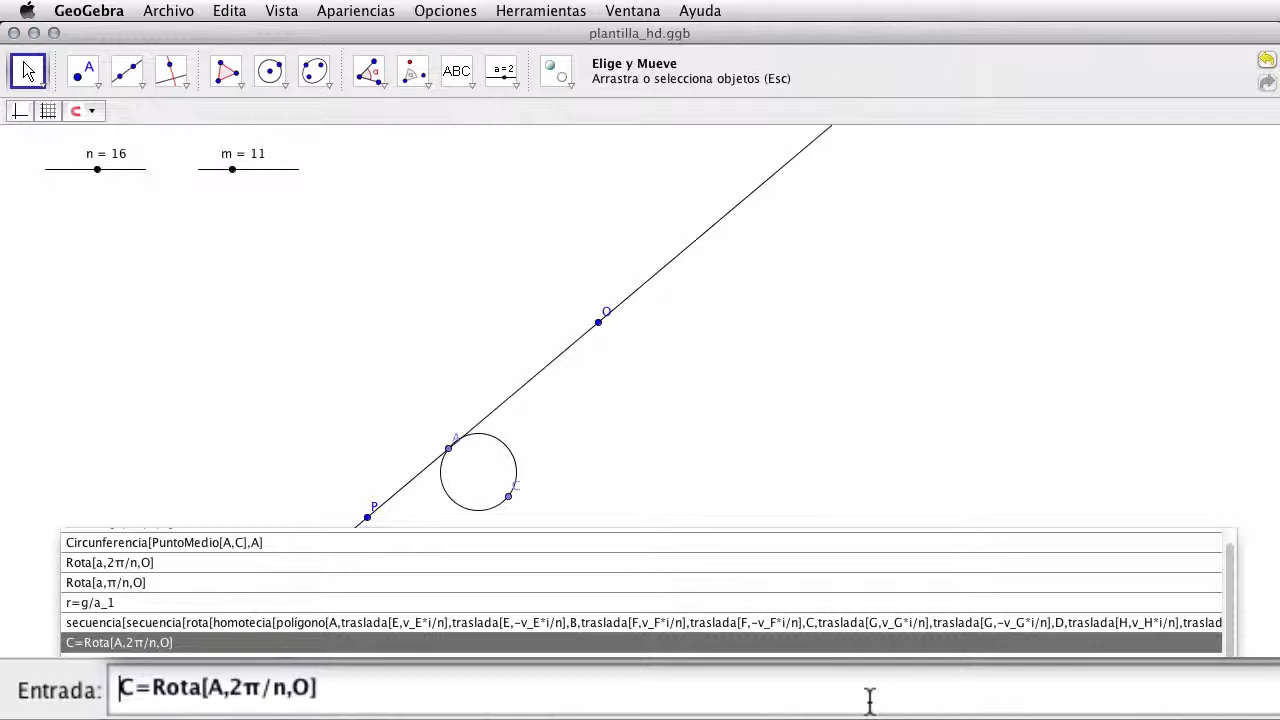 GeoGebra Archivo Edita Vista Apariencias Opciones Herramientas Ventana Ayuda
plantilla_hd.ggb
A ABC a=2
Elige y Mueve
Arrastra o selecciona objetos (Esc)
n = 16 m = 11
O
A
C
P
Circunferencia[PuntoMedio[A,C],A]
Rota[a,2π/n,O]
Rota[a,π/n,O]
r=g/a_1
secuencia[secuencia[rota[homotecia[polígono[A,traslada[E,v_E*i/n],traslada[E,−v_E*i/n],B,traslada[F,v_F*i/n],traslada[F,−v_F*i/n],C,traslada[G,v_G*i/n],traslada[G,−v_G*i/n],D,traslada[H,v_H*i/n],traslad
C=Rota[A,2π/n,O]
Entrada: C=Rota[A,2π/n,O]